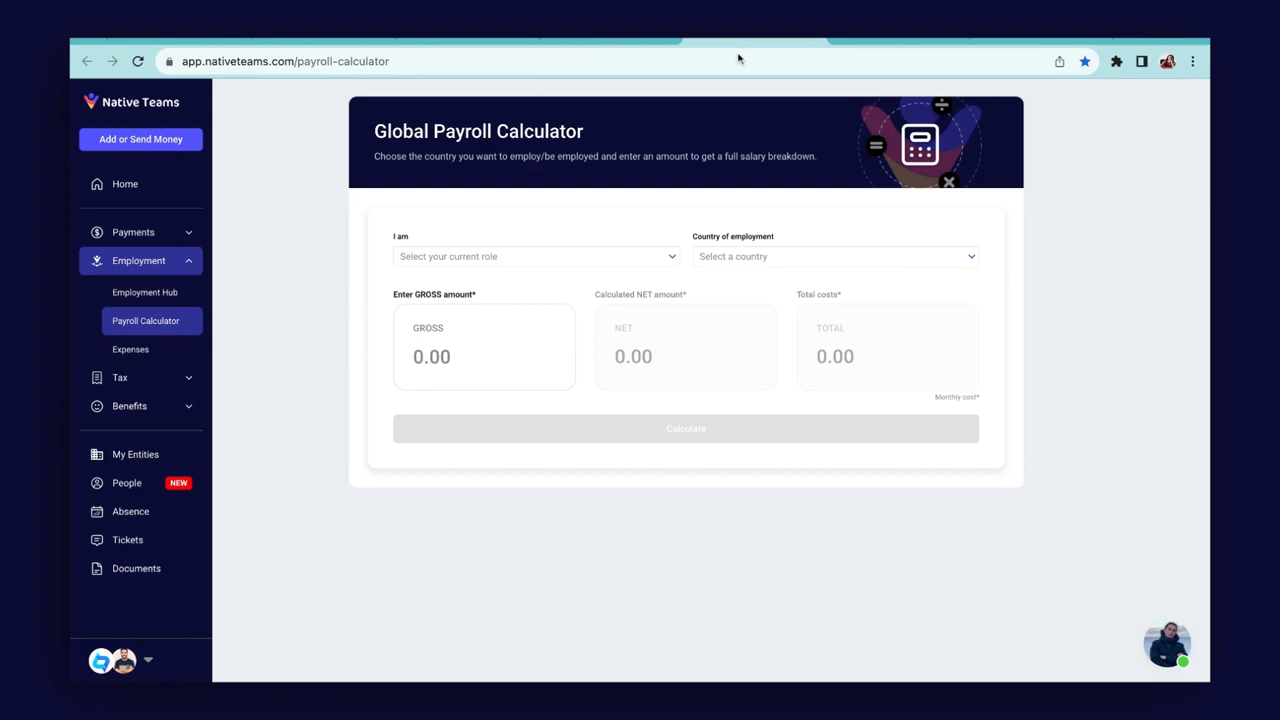 app.nativeteams.com/payroll-calculator
Native Teams
Add or Send Money
Home
Payments
Employment
Employment Hub
Payroll Calculator
Expenses
Tax
Benefits
My Entities
People NEW
Absence
Tickets
Documents
Global Payroll Calculator
Choose the country you want to employ/be employed and enter an amount to get a full salary breakdown.
I am
Select your current role
Country of employment
Select a country
Enter GROSS amount*
GROSS
0.00
Calculated NET amount*
NET
0.00
Total costs*
TOTAL
0.00
Monthly cost*
Calculate